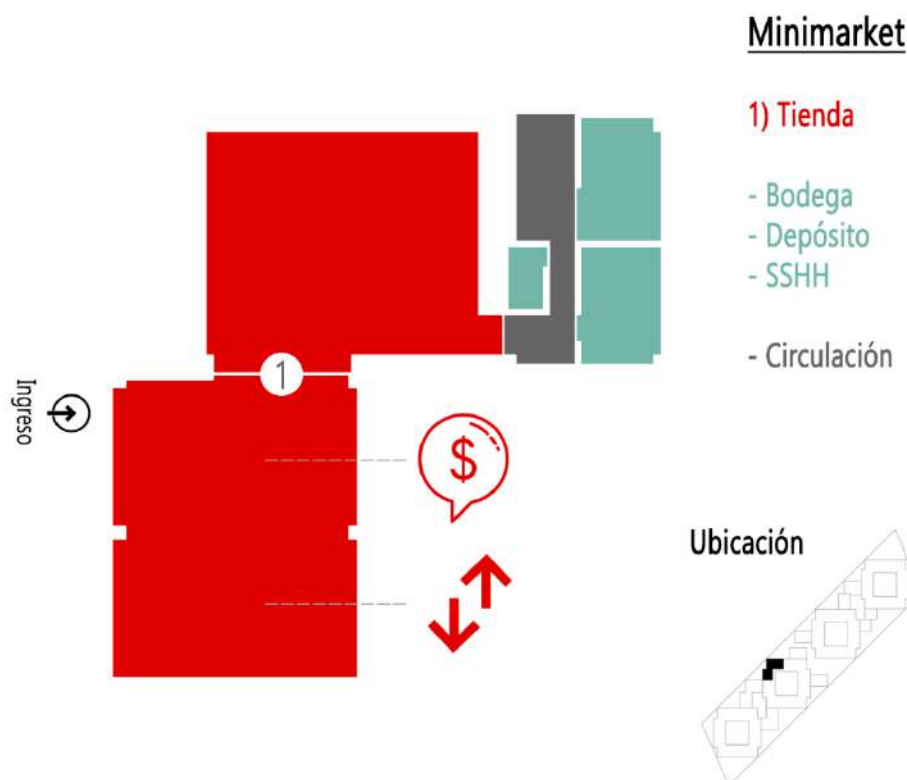 Minimarket
1) Tienda
- Bodega
- Depósito
- SSHH
- Circulación
1
Ingreso
$
Ubicación